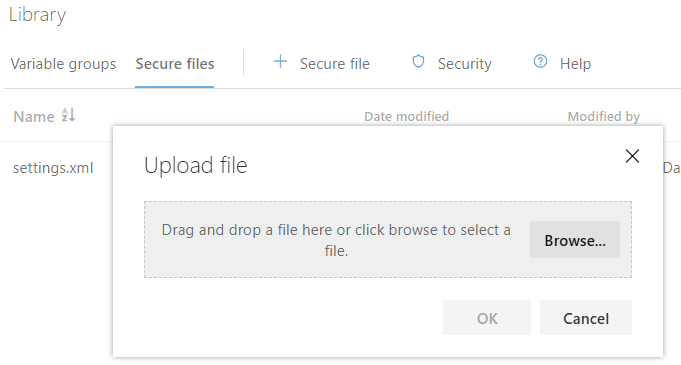 Library
Variable groups Secure files Secure file Security Help
Name Date modified Modified by
settings.xml Da
Upload file
Drag and drop a file here or click browse to select a
file.
Browse...
OK Cancel